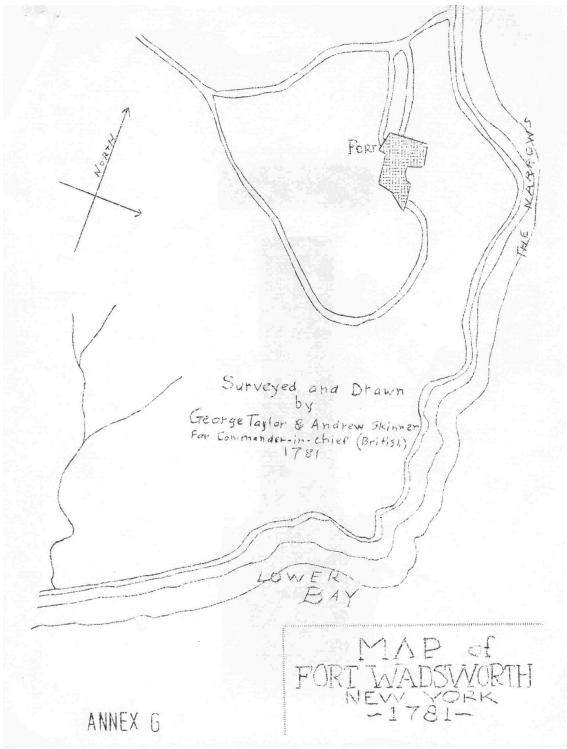 FORT
NORTH
THE NARROWS
Surveyed and Drawn
by
George Taylor & Andrew Skinner
For Commander-in-chief (British)
1781
LOWER
BAY
MAP of
FORT WADSWORTH
NEW YORK
~1781~
ANNEX G